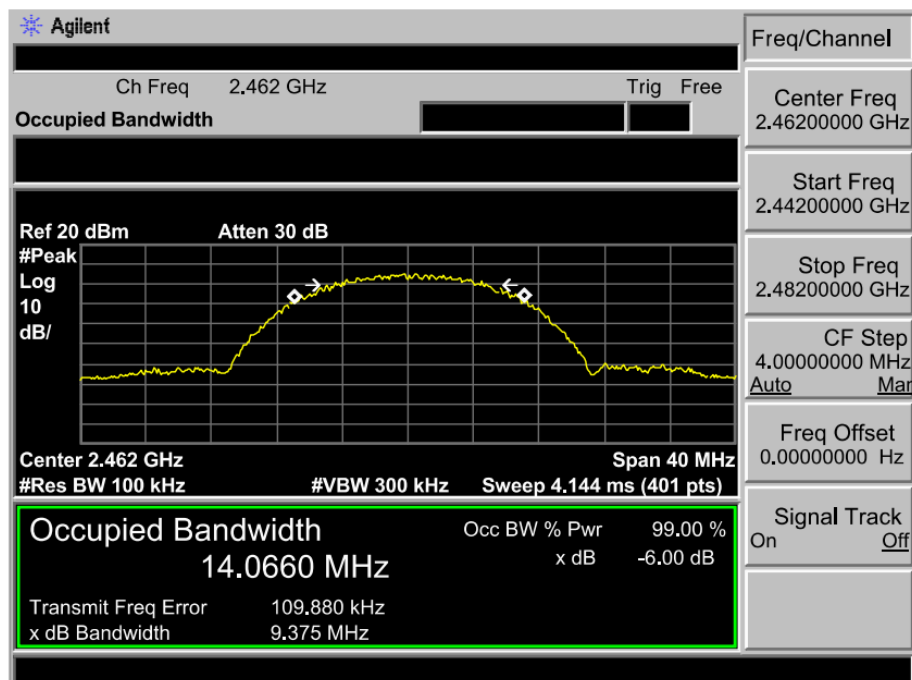 Agilent
Freq/Channel
Ch Freq 2.462 GHz Trig Free
Occupied Bandwidth
Center Freq
2.46200000 GHz
Start Freq
2.44200000 GHz
Stop Freq
2.48200000 GHz
CF Step
4.00000000 MHz
Auto Man
Freq Offset
0.00000000 Hz
Signal Track
On Off
Ref 20 dBm Atten 30 dB
#Peak
Log
10
dB/
Center 2.462 GHz Span 40 MHz
#Res BW 100 kHz #VBW 300 kHz Sweep 4.144 ms (401 pts)
Occupied Bandwidth Occ BW % Pwr 99.00 %
14.0660 MHz x dB -6.00 dB
Transmit Freq Error 109.880 kHz
x dB Bandwidth 9.375 MHz